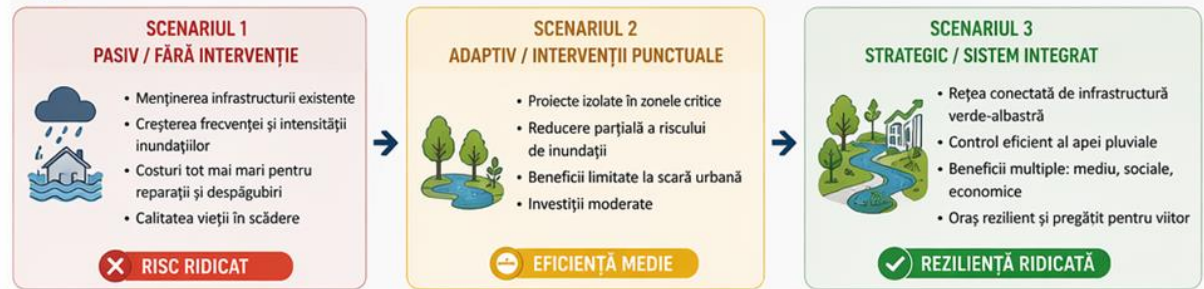 SCENARIUL 1
PASIV / FĂRĂ INTERVENȚIE
• Menținerea infrastructurii existente
• Creșterea frecvenței și intensității
inundațiilor
• Costuri tot mai mari pentru
reparații și despăgubiri
• Calitatea vieții în scădere
RISC RIDICAT
SCENARIUL 2
ADAPTIV / INTERVENȚII PUNCTUALE
• Proiecte izolate în zonele critice
• Reducere parțială a riscului
de inundații
• Beneficii limitate la scară urbană
• Investiții moderate
EFICIENȚĂ MEDIE
SCENARIUL 3
STRATEGIC / SISTEM INTEGRAT
• Rețea conectată de infrastructură
verde-albastră
• Control eficient al apei pluviale
• Beneficii multiple: mediu, sociale,
economice
• Oraș rezilient și pregătit pentru viitor
REZILIENȚĂ RIDICATĂ